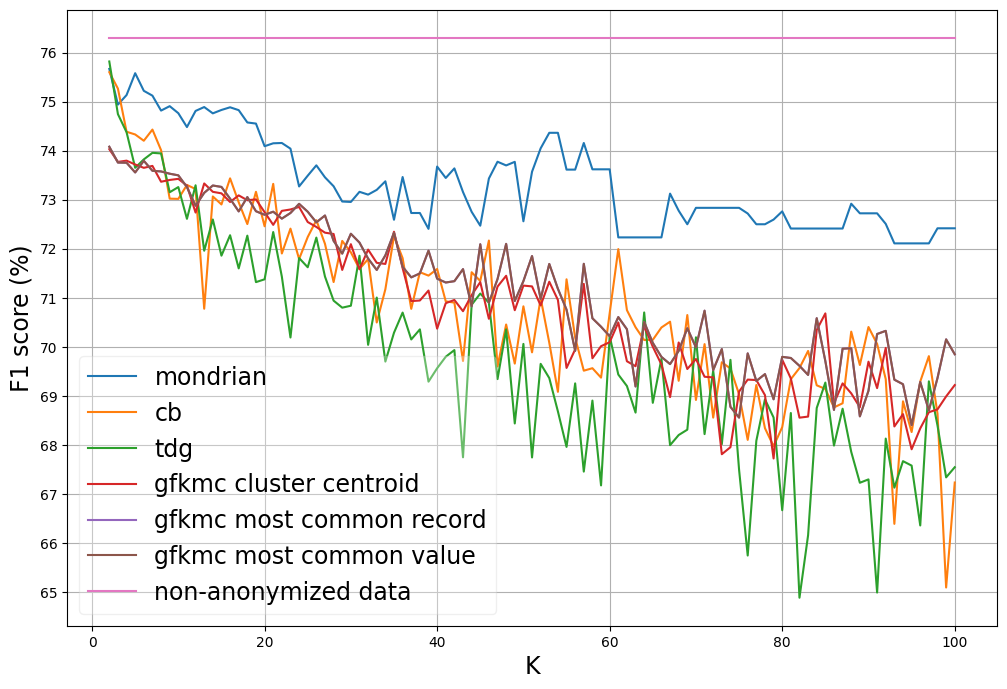 76
75
74
73
72
71
70
69
68
67
66
65
F1 score (%)
mondrian
cb
tdg
gfkmc cluster centroid
gfkmc most common record
gfkmc most common value
non-anonymized data
0 20 40 60 80 100
K